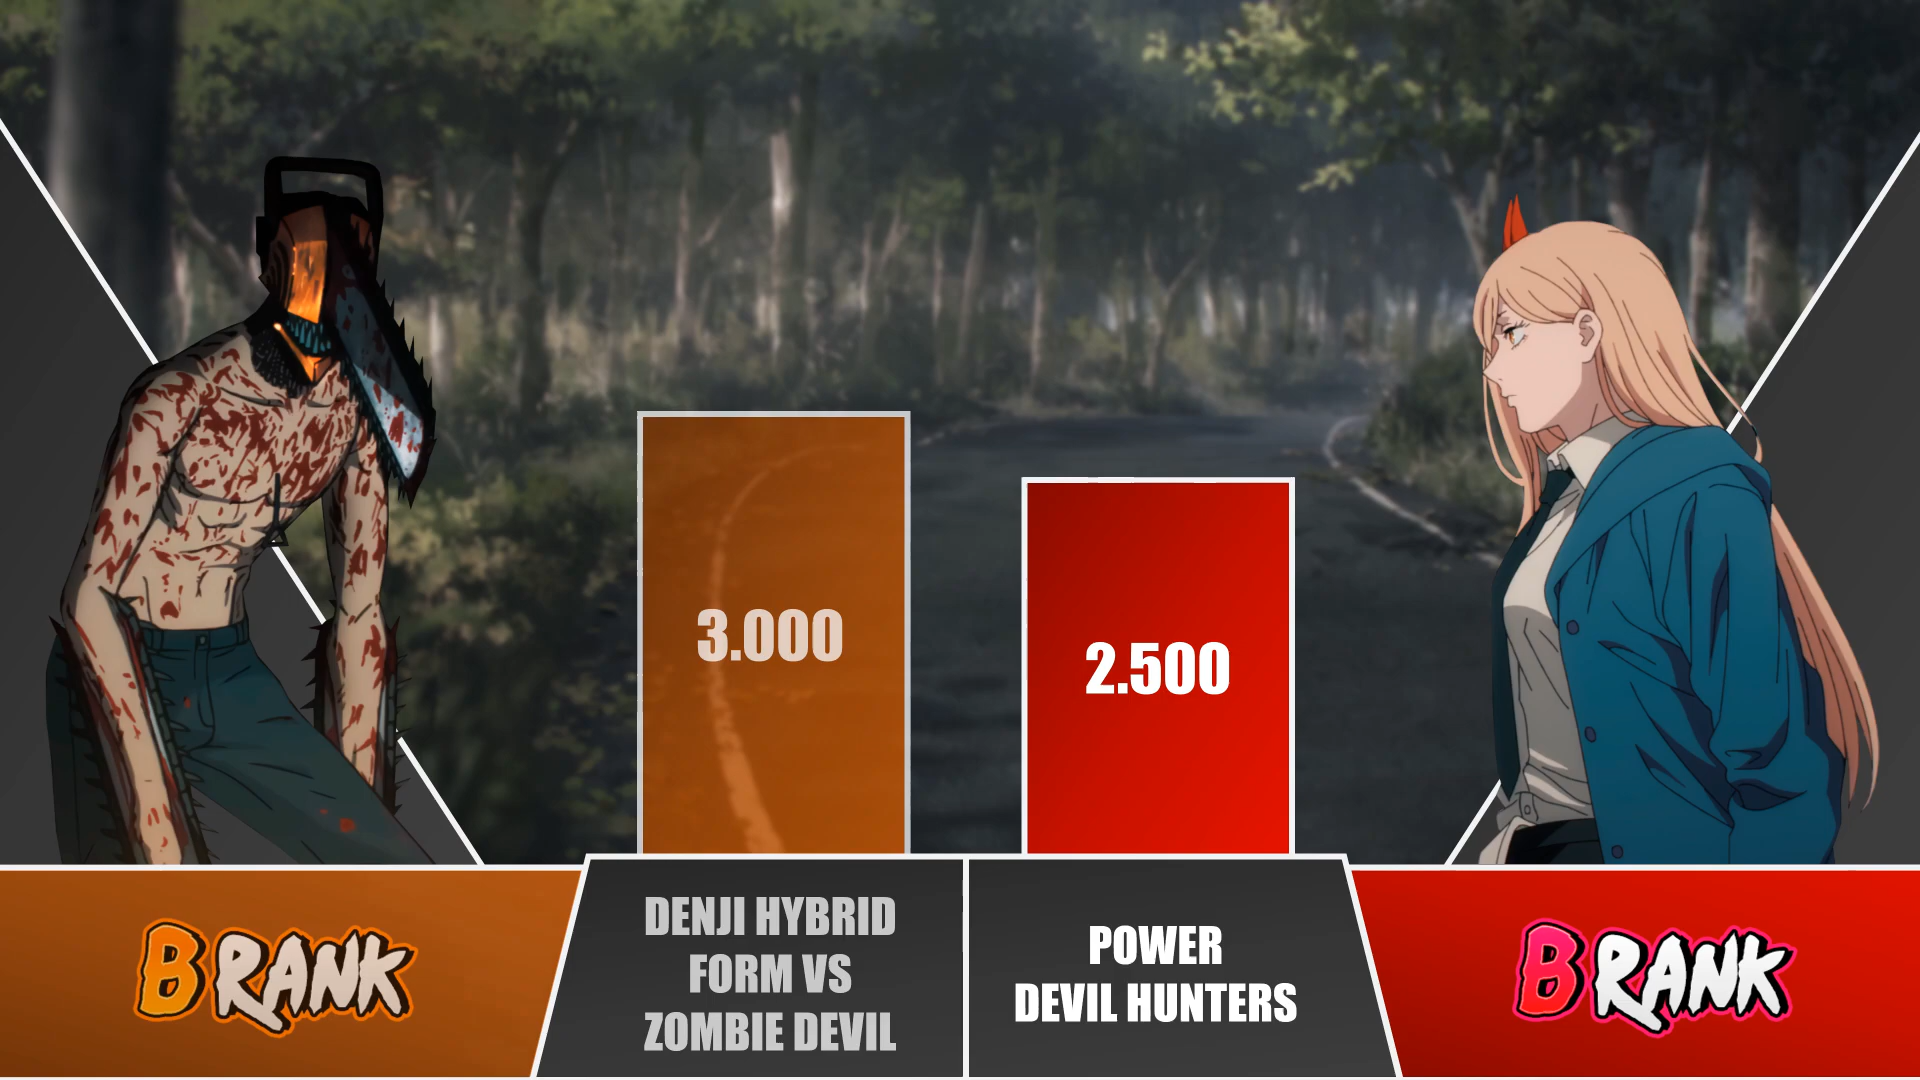 3.000
2.500
DENJI HYBRID
FORM VS
ZOMBIE DEVIL
POWER
DEVIL HUNTERS
B RANK
B RANK